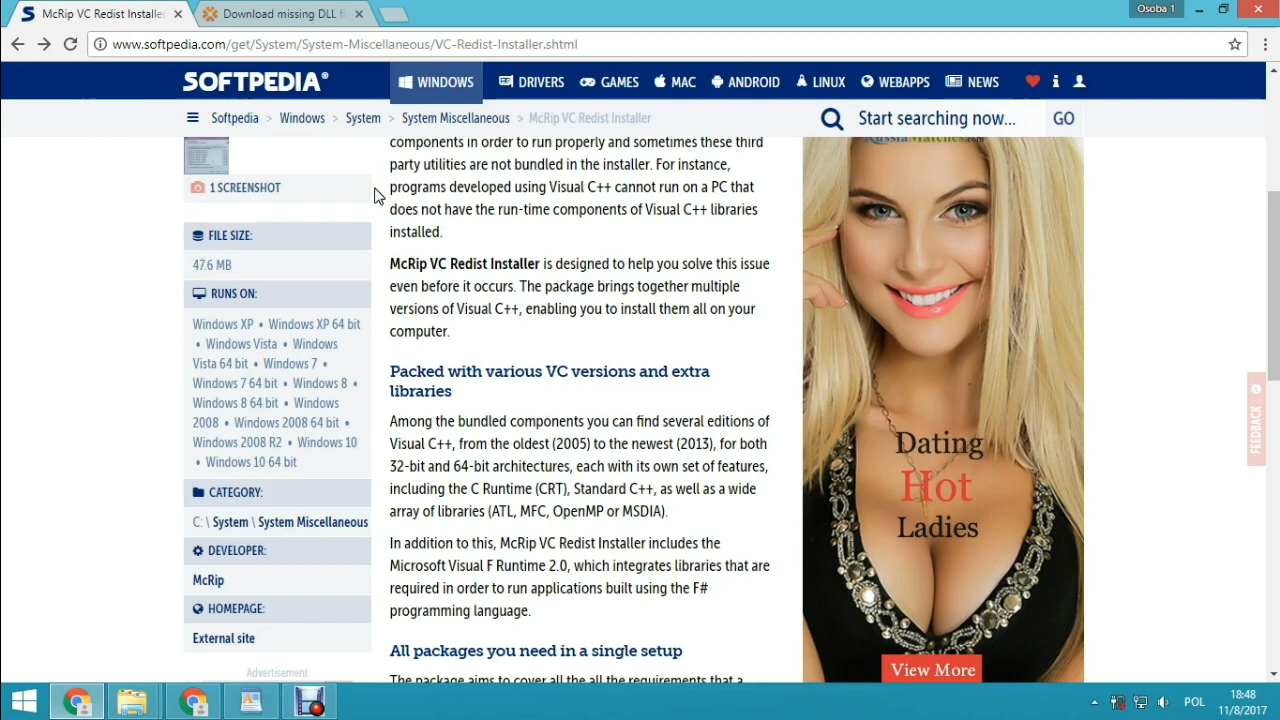 McRip VC Redist Installer
Download missing DLL f
Osoba 1
www.softpedia.com/get/System/System-Miscellaneous/VC-Redist-Installer.shtml
SOFTPEDIA®
WINDOWS
DRIVERS
GAMES
MAC
ANDROID
LINUX
WEBAPPS
NEWS
Softpedia > Windows > System > System Miscellaneous > McRip VC Redist Installer
Start searching now...
GO
1 SCREENSHOT
FILE SIZE:
47.6 MB
RUNS ON:
Windows XP • Windows XP 64 bit
• Windows Vista • Windows
Vista 64 bit • Windows 7 •
Windows 7 64 bit • Windows 8 •
Windows 8 64 bit • Windows
2008 • Windows 2008 64 bit •
Windows 2008 R2 • Windows 10
• Windows 10 64 bit
CATEGORY:
C: \ System \ System Miscellaneous
DEVELOPER:
McRip
HOMEPAGE:
External site
Advertisement
components in order to run properly and sometimes these third
party utilities are not bundled in the installer. For instance,
programs developed using Visual C++ cannot run on a PC that
does not have the run-time components of Visual C++ libraries
installed.
McRip VC Redist Installer is designed to help you solve this issue
even before it occurs. The package brings together multiple
versions of Visual C++, enabling you to install them all on your
computer.
Packed with various VC versions and extra
libraries
Among the bundled components you can find several editions of
Visual C++, from the oldest (2005) to the newest (2013), for both
32-bit and 64-bit architectures, each with its own set of features,
including the C Runtime (CRT), Standard C++, as well as a wide
array of libraries (ATL, MFC, OpenMP or MSDIA).
In addition to this, McRip VC Redist Installer includes the
Microsoft Visual F Runtime 2.0, which integrates libraries that are
required in order to run applications built using the F#
programming language.
All packages you need in a single setup
The package aims to cover all the all the requirements that a
RussiaMatches.com
Dating
Hot
Ladies
View More
FEEDBACK
POL
18:48
11/8/2017